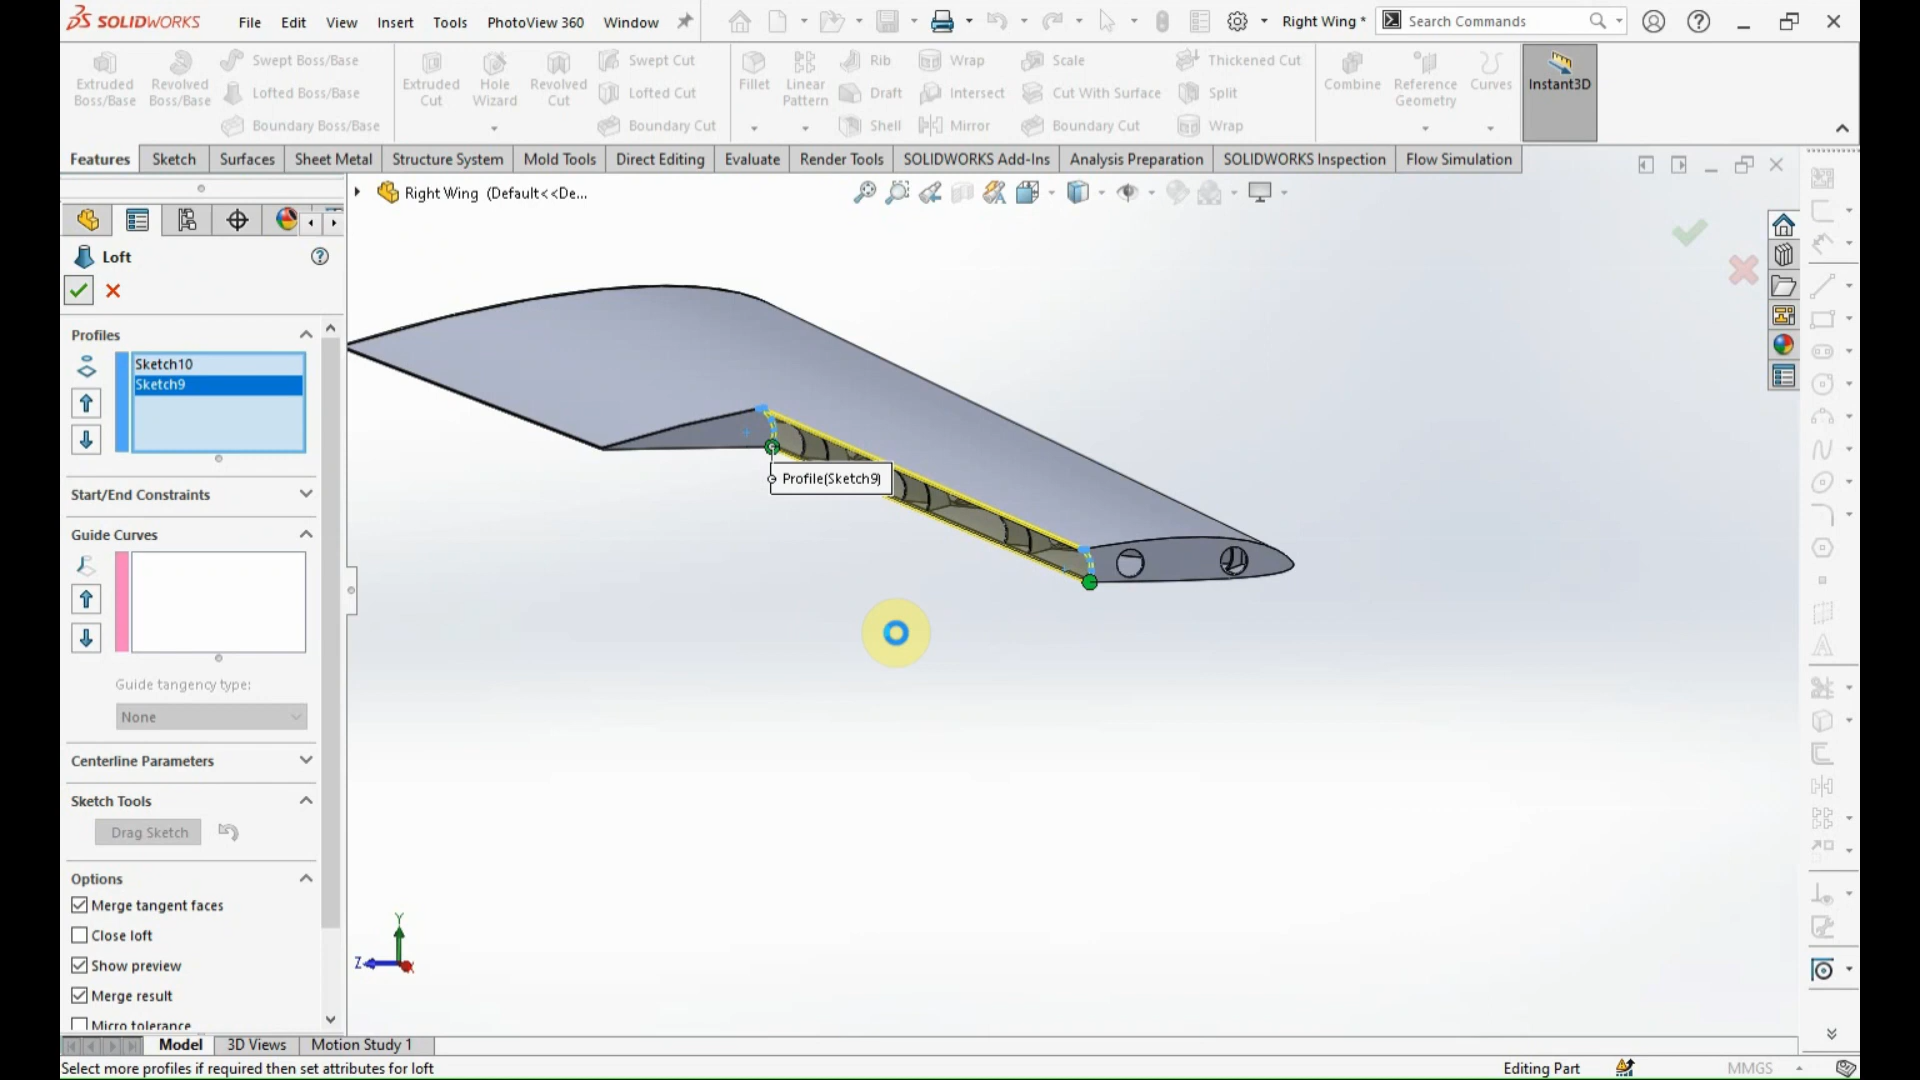 SOLIDWORKS File Edit View Insert Tools PhotoView 360 Window Right Wing * Search Commands
Extruded Boss/Base Revolved Boss/Base Swept Boss/Base Lofted Boss/Base Boundary Boss/Base
Extruded Cut Hole Wizard Revolved Cut Swept Cut Lofted Cut Boundary Cut
Fillet Linear Pattern Rib Draft Shell Wrap Intersect Mirror
Scale Cut With Surface Boundary Cut Thickened Cut Split Wrap
Combine Reference Geometry Curves Instant3D
Features Sketch Surfaces Sheet Metal Structure System Mold Tools Direct Editing Evaluate Render Tools SOLIDWORKS Add-Ins Analysis Preparation SOLIDWORKS Inspection Flow Simulation
Right Wing (Default<<De...
Loft
Profiles
Sketch10
Sketch9
Start/End Constraints
Guide Curves
Guide tangency type:
None
Centerline Parameters
Sketch Tools
Drag Sketch
Options
Merge tangent faces
Close loft
Show preview
Merge result
Micro tolerance
Profile(Sketch9)
Y
Z
X
Model 3D Views Motion Study 1
Select more profiles if required then set attributes for loft Editing Part MMGS